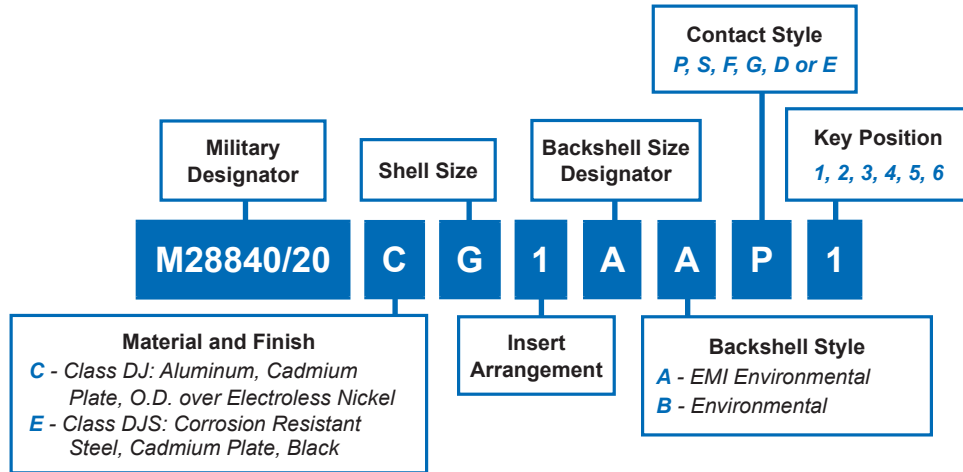 Contact Style
P, S, F, G, D or E
Military
Designator
Shell Size
Backshell Size
Designator
Key Position
1, 2, 3, 4, 5, 6
M28840/20 C G 1 A A P 1
Material and Finish
C - Class DJ: Aluminum, Cadmium
Plate, O.D. over Electroless Nickel
E - Class DJS: Corrosion Resistant
Steel, Cadmium Plate, Black
Insert
Arrangement
Backshell Style
A - EMI Environmental
B - Environmental